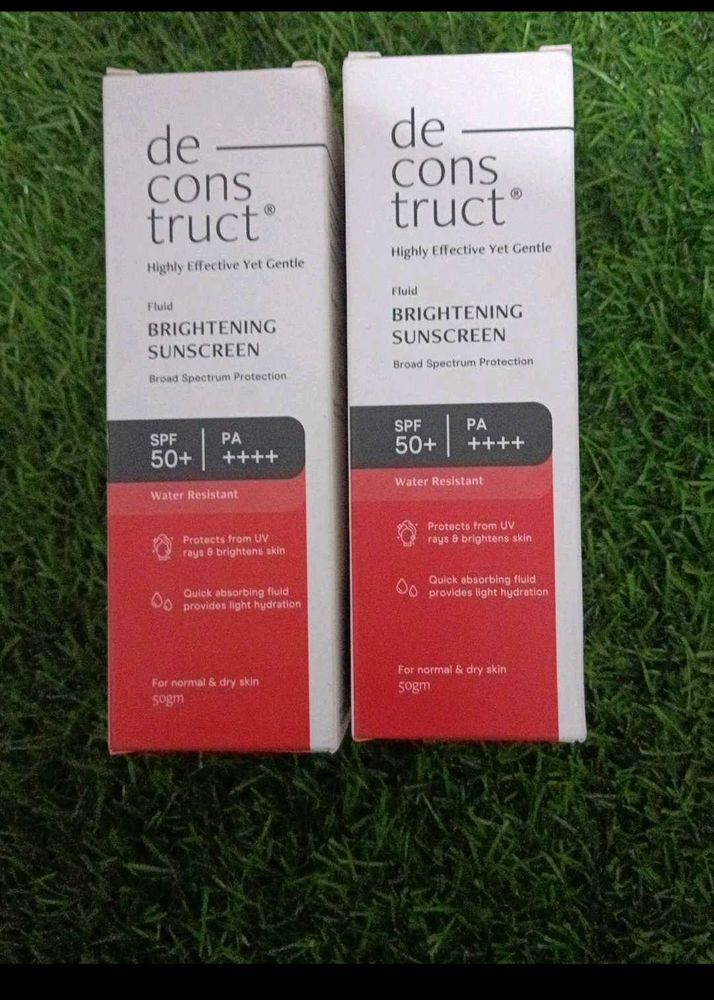 de
cons
truct®
Highly Effective Yet Gentle
Fluid
BRIGHTENING
SUNSCREEN
Broad Spectrum Protection
SPF
50+
PA
++++
Water Resistant
Protects from UV
rays & brightens skin
Quick absorbing fluid
provides light hydration
For normal & dry skin
50gm
de
cons
truct®
Highly Effective Yet Gentle
Fluid
BRIGHTENING
SUNSCREEN
Broad Spectrum Protection
SPF
50+
PA
++++
Water Resistant
Protects from UV
rays & brightens skin
Quick absorbing fluid
provides light hydration
For normal & dry skin
50gm